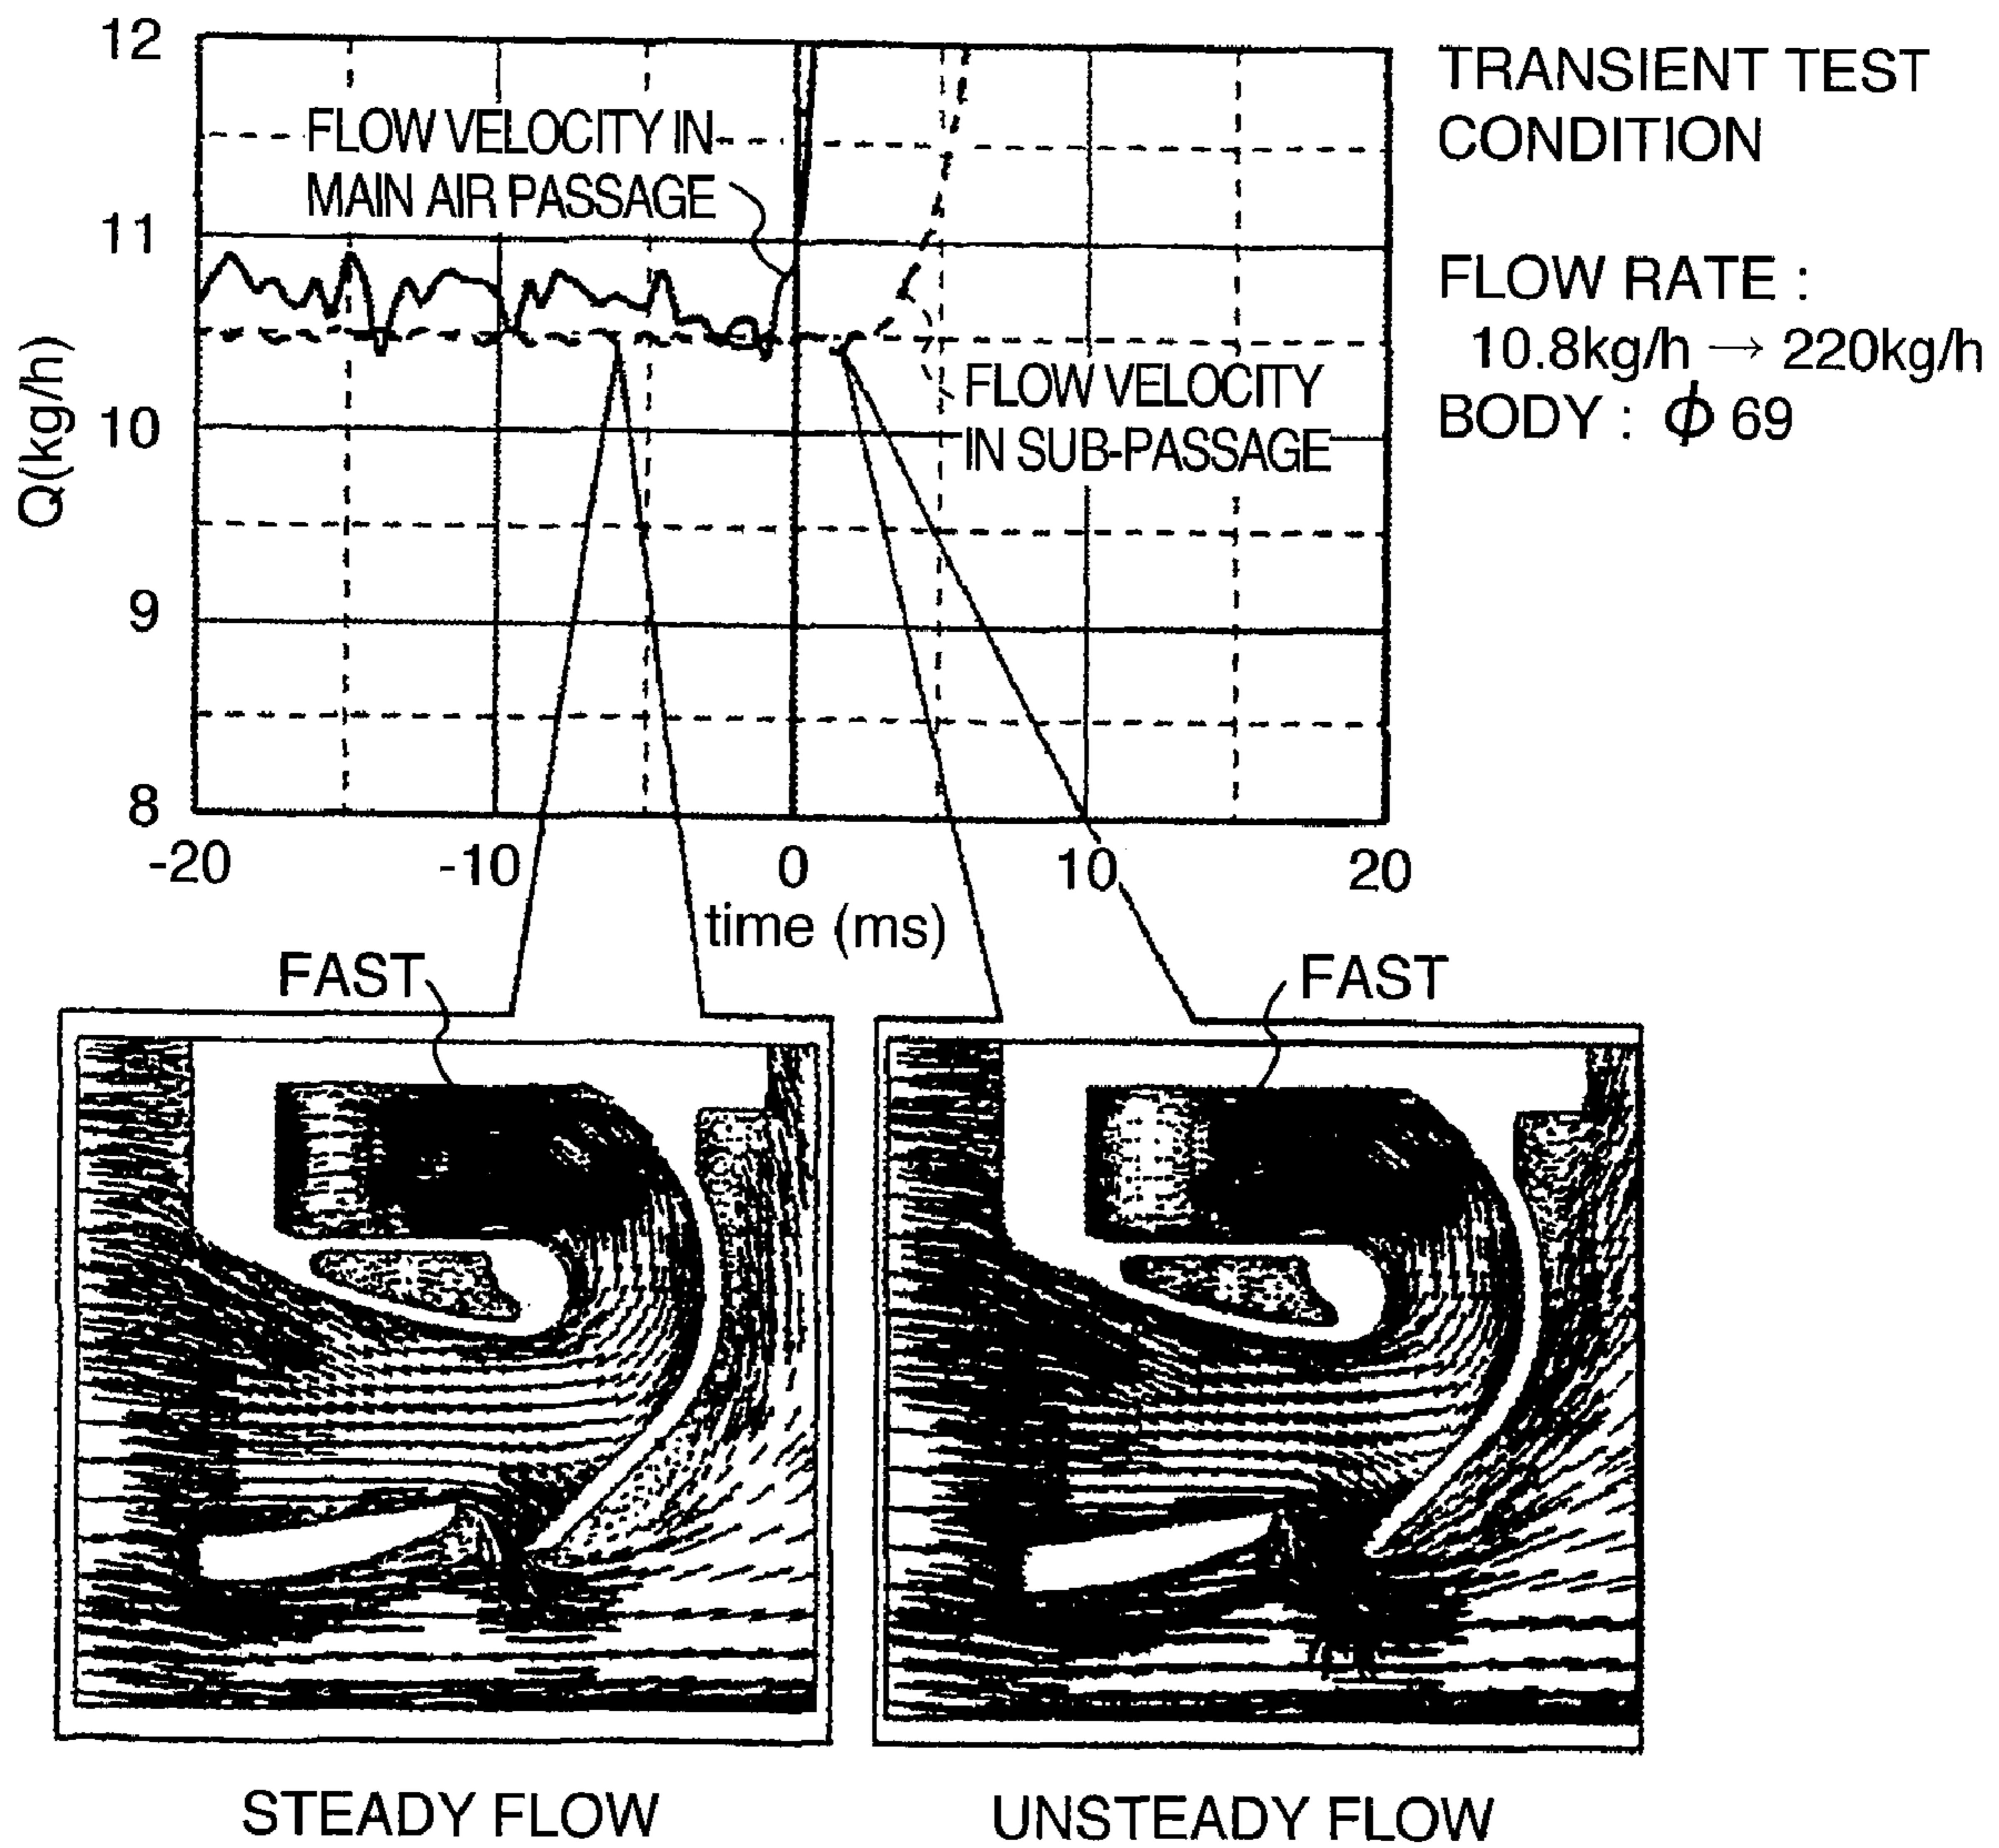 12
11
10
9
8
Q(kg/h)
-20
-10
0
10
20
time (ms)
FLOW VELOCITY IN
MAIN AIR PASSAGE
FLOW VELOCITY
IN SUB-PASSAGE
TRANSIENT TEST
CONDITION
FLOW RATE :
10.8kg/h → 220kg/h
BODY : ϕ 69
FAST
FAST
STEADY FLOW
UNSTEADY FLOW